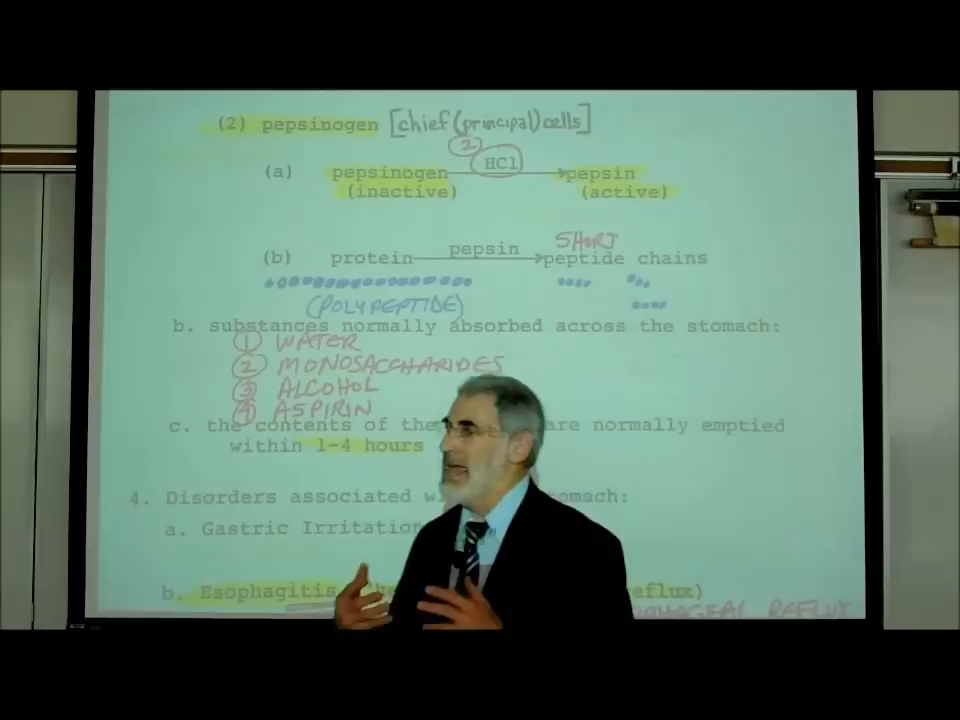 (2) pepsinogen [chief (principal) cells]
2
(a) pepsinogen HCl pepsin
(inactive) (active)
SHORT
(b) protein pepsin peptide chains
(POLYPEPTIDE)
b. substances normally absorbed across the stomach:
1 WATER
2 MONOSACCHARIDES
3 ALCOHOL
4 ASPIRIN
c. the contents of the are normally emptied
within 1-4 hours
4. Disorders associated stomach:
a. Gastric Irritation
b. Esophagitis eflux)
REFLUX